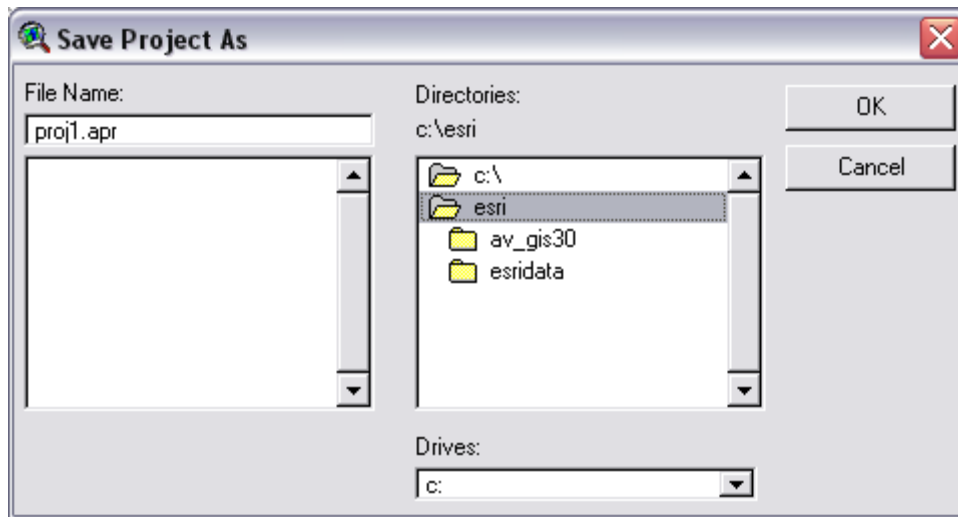 Save Project As
File Name:
proj1.apr
Directories:
c:\esri
c:\
esri
av_gis30
esridata
Drives:
c:
OK
Cancel